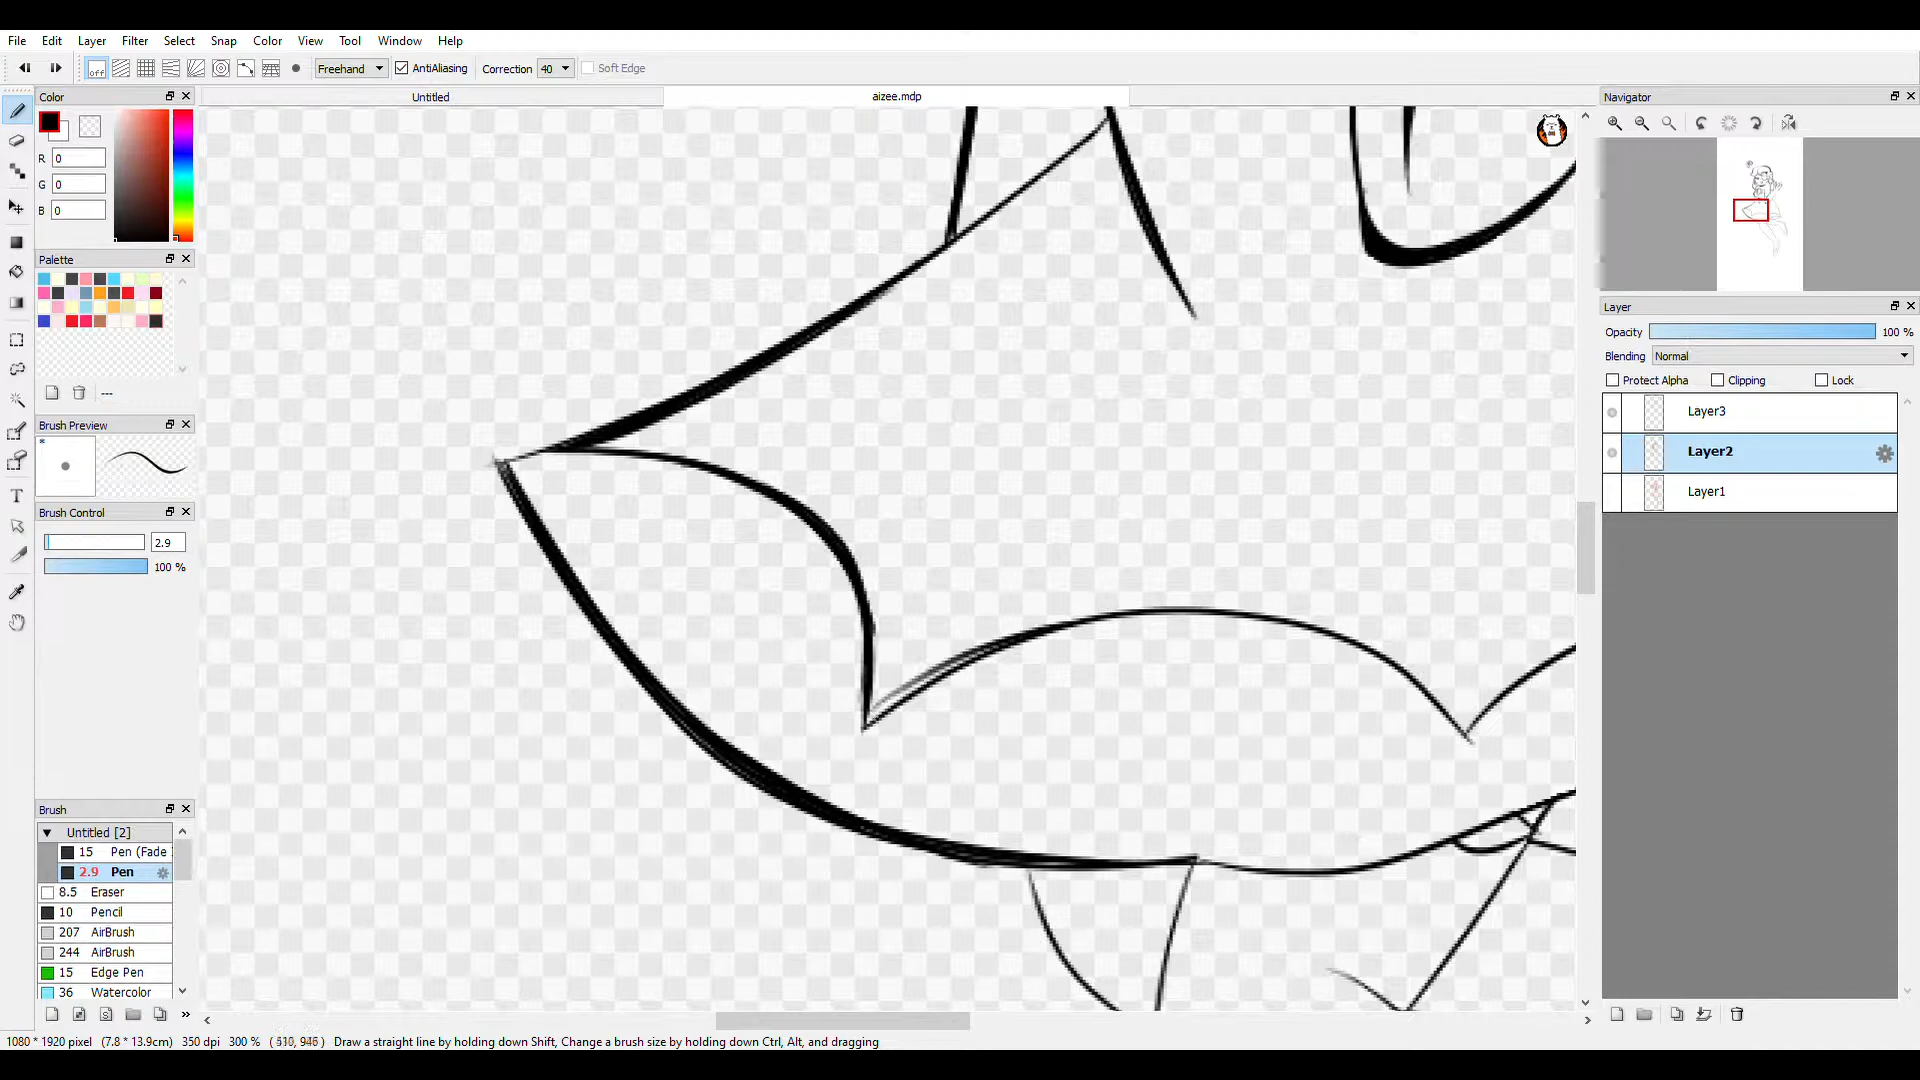 File Edit Layer Filter Select Snap Color View Tool Window Help
off Freehand AntiAliasing Correction 40 Soft Edge
Color
Untitled
aizee.mdp
Navigator
R 0
G 0
B 0
Palette
---
Brush Preview
*
Brush Control
2.9
100 %
Layer
Opacity 100 %
Blending Normal
Protect Alpha Clipping Lock
Layer3
Layer2
Layer1
Brush
Untitled [2]
15 Pen (Fade
2.9 Pen
8.5 Eraser
10 Pencil
207 AirBrush
244 AirBrush
15 Edge Pen
36 Watercolor
T
S
1080 * 1920 pixel (7.8 * 13.9cm) 350 dpi 300 % ( 510, 946 ) Draw a straight line by holding down Shift, Change a brush size by holding down Ctrl, Alt, and dragging